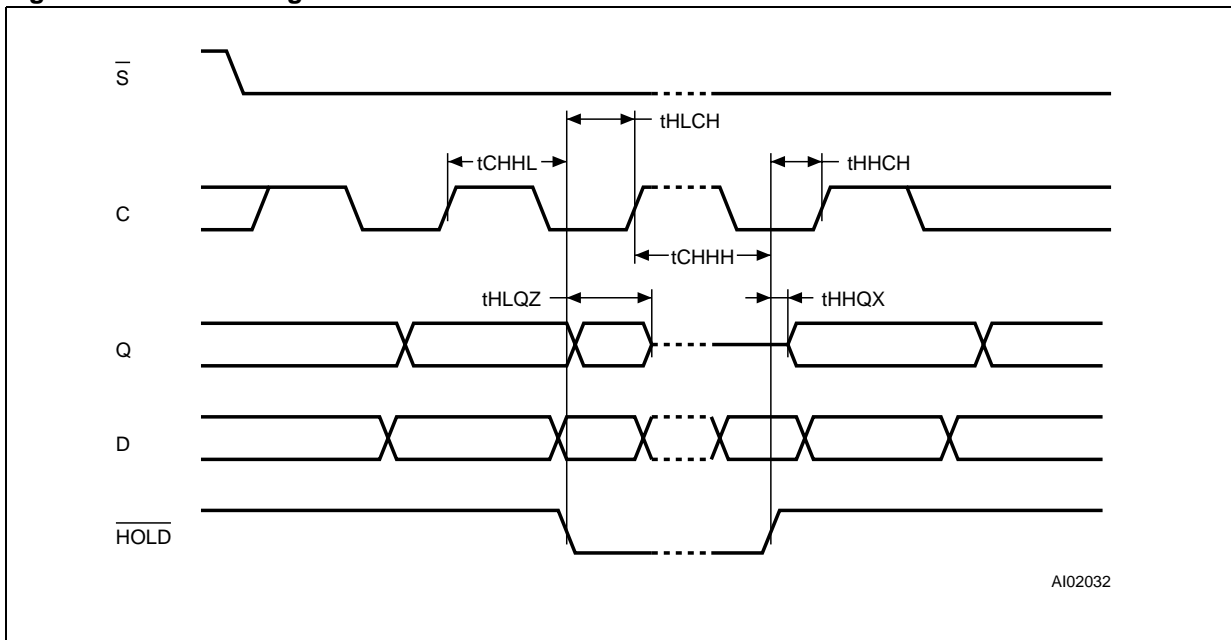 S
tHLCH
tCHHL
tHHCH
C
tCHHH
tHLQZ
tHHQX
Q
D
HOLD
AI02032